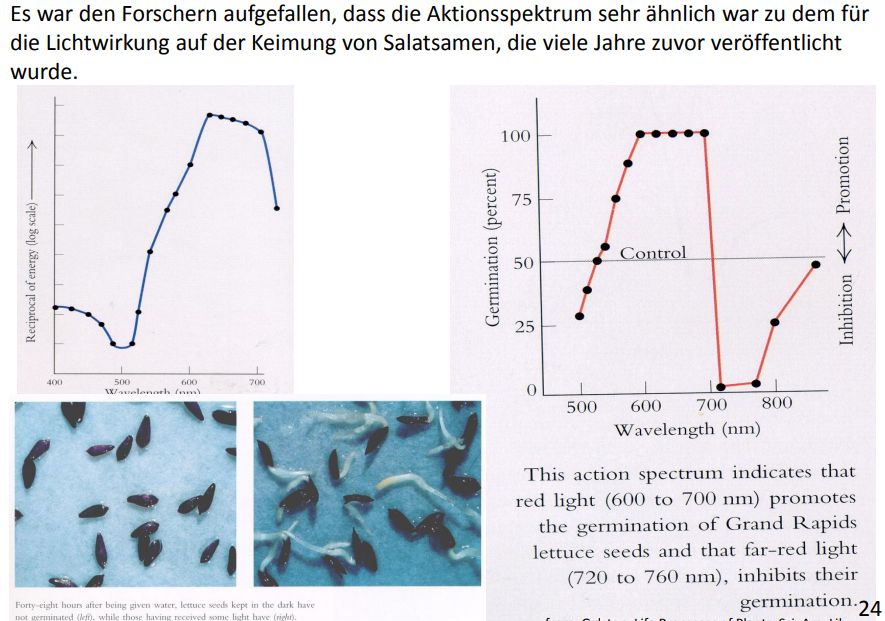 Es war den Forschern aufgefallen, dass die Aktionsspektrum sehr ähnlich war zu dem für
die Lichtwirkung auf der Keimung von Salatsamen, die viele Jahre zuvor veröffentlicht
wurde.
Reciprocal of energy (log scale)
400 500 600 700
Wavelength (nm)
Germination (percent)
100
75
50
25
0
Control
Promotion
Inhibition
500 600 700 800
Wavelength (nm)
Forty-eight hours after being given water, lettuce seeds kept in the dark have
not germinated (left), while those having received some light have (right).
This action spectrum indicates that
red light (600 to 700 nm) promotes
the germination of Grand Rapids
lettuce seeds and that far-red light
(720 to 760 nm), inhibits their
germination.
24